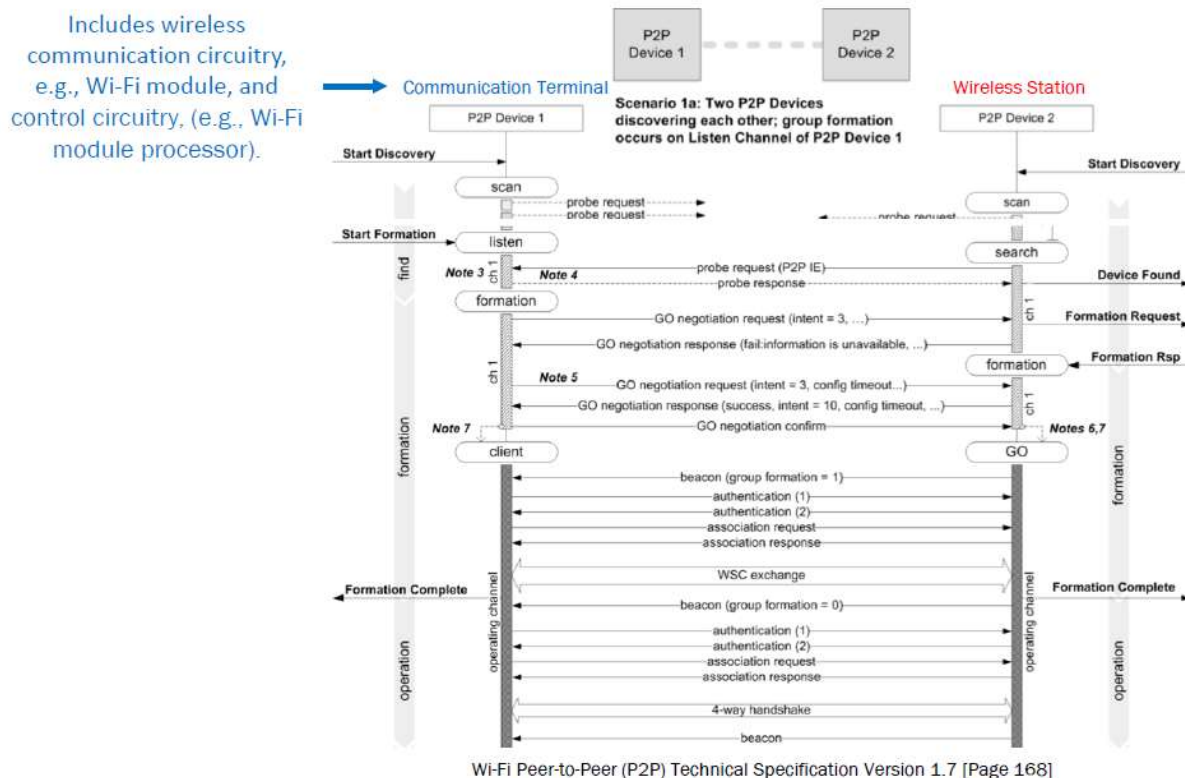 Includes wireless
communication circuitry,
e.g., Wi-Fi module, and
control circuitry, (e.g., Wi-Fi
module processor).
P2P
Device 1
P2P
Device 2
Communication Terminal
Wireless Station
Scenario 1a: Two P2P Devices
discovering each other; group formation
occurs on Listen Channel of P2P Device 1
P2P Device 1
P2P Device 2
Start Discovery
Start Discovery
scan
scan
probe request
probe request
probe request
Start Formation
listen
search
find
Note 3
ch 1
Note 4
probe request (P2P IE)
probe response
Device Found
ch 1
formation
GO negotiation request (intent = 3, ...)
Formation Request
GO negotiation response (fail:information is unavailable, ...)
formation
Formation Rsp
ch 1
Note 5
GO negotiation request (intent = 3, config timeout...)
GO negotiation response (success, intent = 10, config timeout, ...)
ch 1
Note 7
GO negotiation confirm
Notes 6,7
formation
client
GO
formation
beacon (group formation = 1)
authentication (1)
authentication (2)
association request
association response
WSC exchange
Formation Complete
Formation Complete
operating channel
operating channel
beacon (group formation = 0)
authentication (1)
authentication (2)
association request
association response
operation
operation
4-way handshake
beacon
Wi-Fi Peer-to-Peer (P2P) Technical Specification Version 1.7 [Page 168]